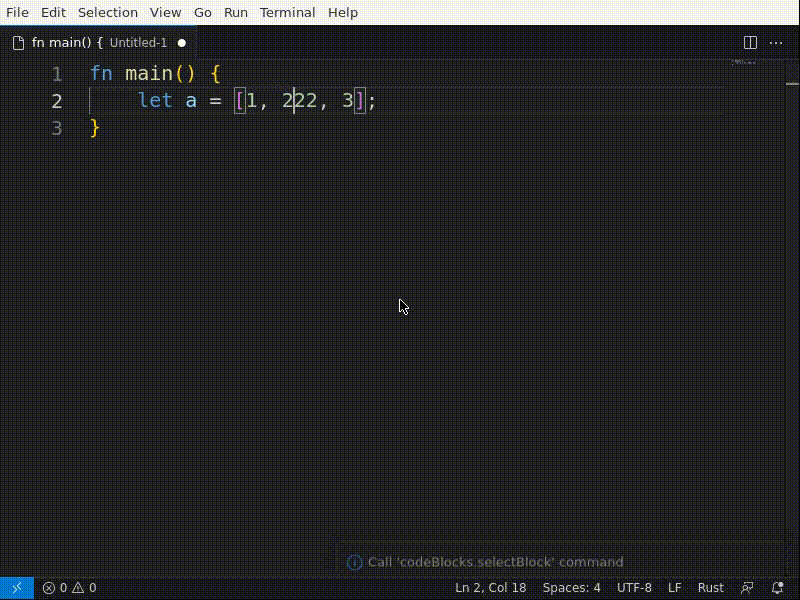 File Edit Selection View Go Run Terminal Help
fn main() { Untitled-1
1 fn main() {
2     let a = [1, 222, 3];
3 }
Call 'codeBlocks.selectBlock' command
0 0 Ln 2, Col 18 Spaces: 4 UTF-8 LF Rust